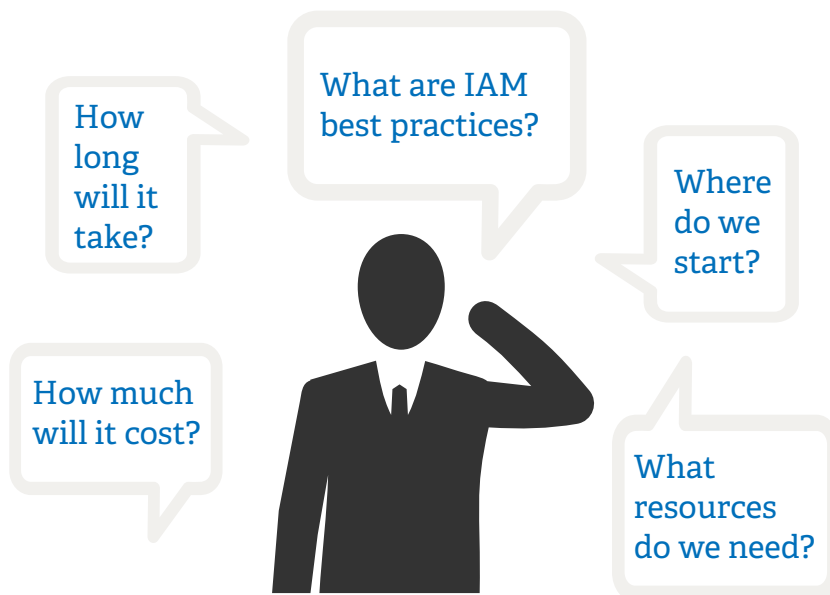 What are IAM
best practices?
How
long
will it
take?
Where
do we
start?
How much
will it cost?
What
resources
do we need?